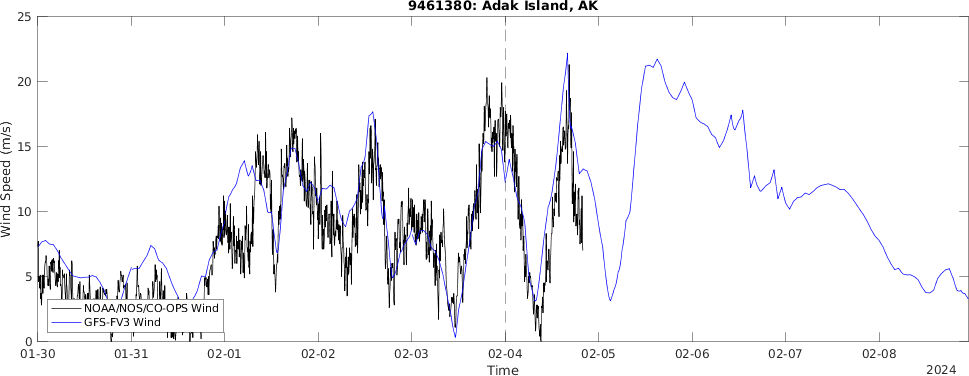 9461380: Adak Island, AK
25
20
15
10
5
0
Wind Speed (m/s)
NOAA/NOS/CO-OPS Wind
GFS-FV3 Wind
01-30 01-31 02-01 02-02 02-03 02-04 02-05 02-06 02-07 02-08
Time
2024